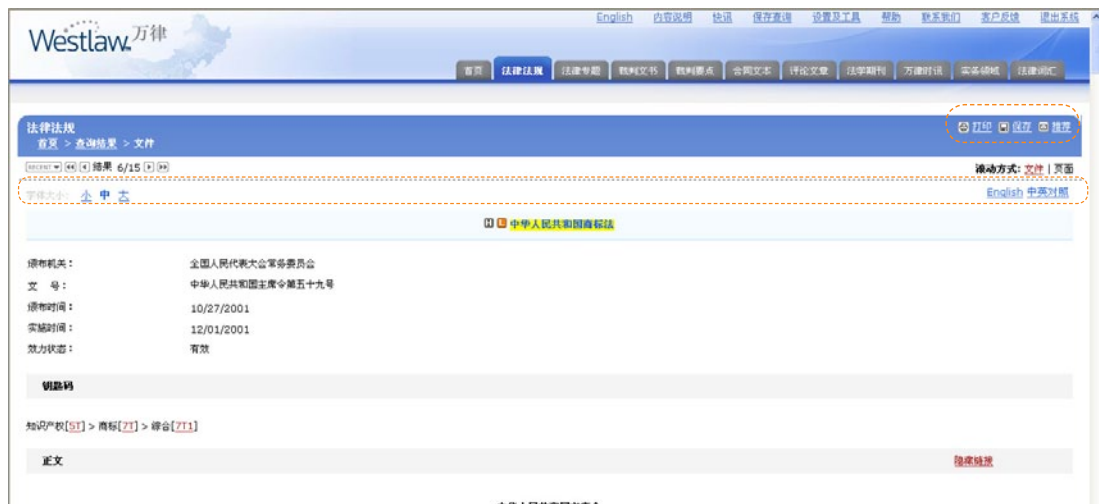 English 内容说明 快讯 保存查询 设置及工具 帮助 联系我们 客户反馈 退出系统
Westlaw 万律
首页 法律法规 法律专题 裁判文书 裁判要点 合同文本 评论文章 法学期刊 万律时讯 实务领域 法律词汇
法律法规
首页 > 查询结果 > 文件
打印 保存 推荐
结果 6/15
滚动方式: 文件 | 页面
字体大小: 小 中 大
English 中英对照
中华人民共和国商标法
颁布机关: 全国人民代表大会常务委员会
文 号: 中华人民共和国主席令第五十九号
颁布时间: 10/27/2001
实施时间: 12/01/2001
效力状态: 有效
钥匙码
知识产权[5T] > 商标[7T] > 综合[7T1]
正文
隐藏链接